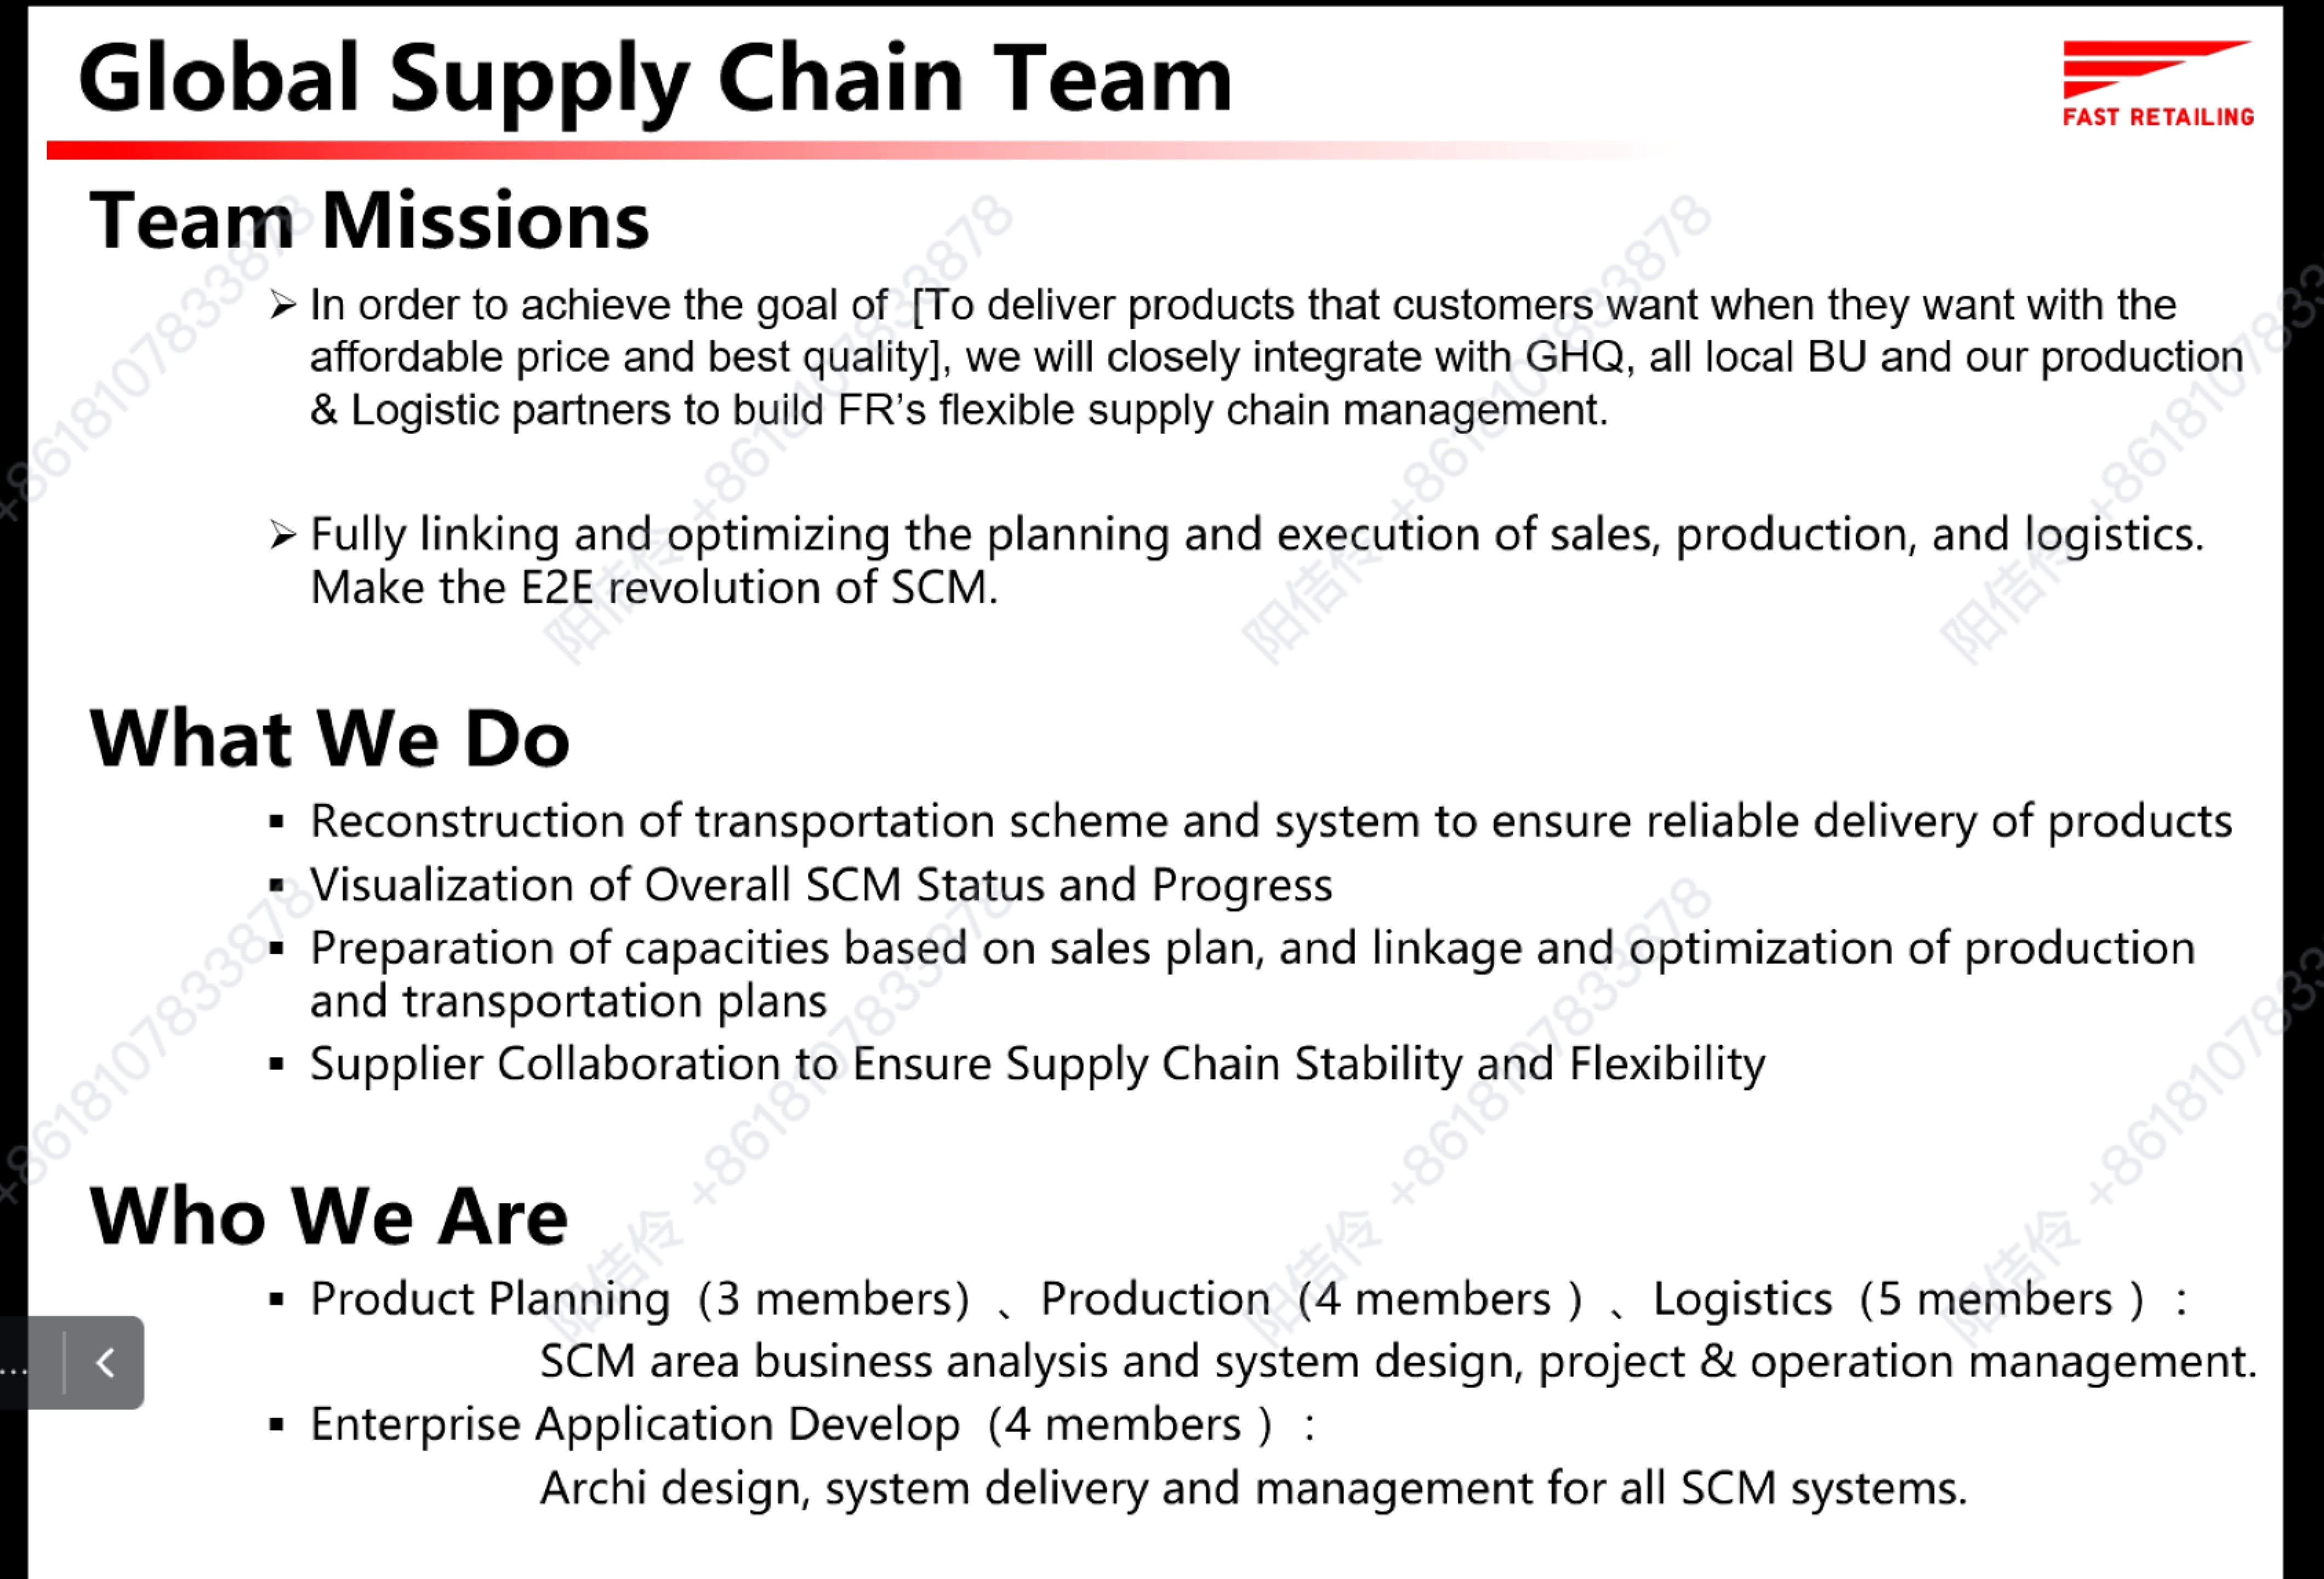 Global Supply Chain Team
FAST RETAILING
Team Missions
➢ In order to achieve the goal of [To deliver products that customers want when they want with the
affordable price and best quality], we will closely integrate with GHQ, all local BU and our production
& Logistic partners to build FR’s flexible supply chain management.
➢ Fully linking and optimizing the planning and execution of sales, production, and logistics.
Make the E2E revolution of SCM.
What We Do
▪ Reconstruction of transportation scheme and system to ensure reliable delivery of products
▪ Visualization of Overall SCM Status and Progress
▪ Preparation of capacities based on sales plan, and linkage and optimization of production
and transportation plans
▪ Supplier Collaboration to Ensure Supply Chain Stability and Flexibility
Who We Are
▪ Product Planning（3 members）、Production（4 members ）、Logistics（5 members ）:
SCM area business analysis and system design, project & operation management.
▪ Enterprise Application Develop（4 members ）:
Archi design, system delivery and management for all SCM systems.
阳佶伶 +8618107833878